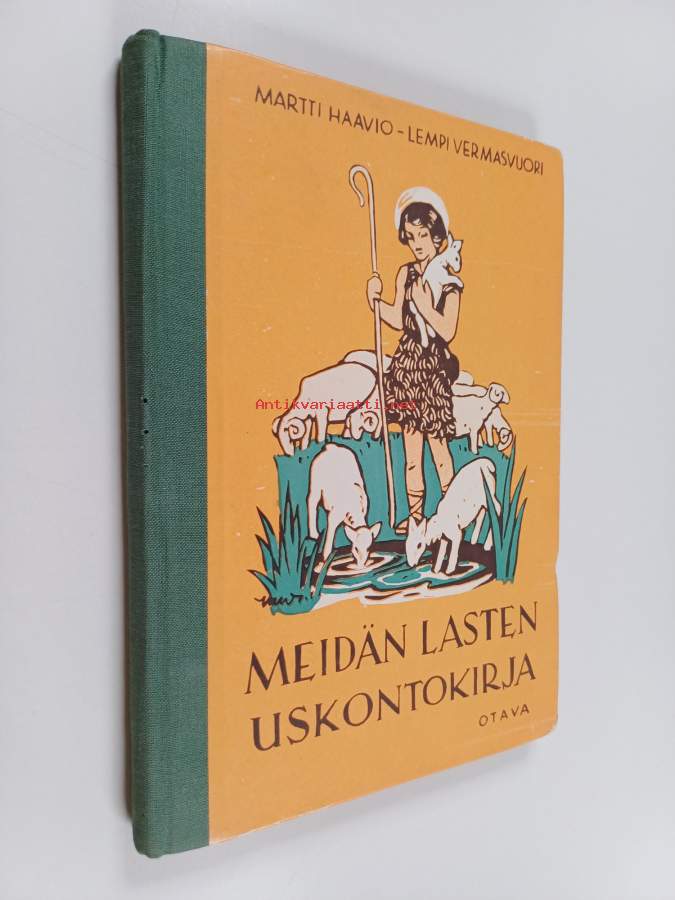 MARTTI HAAVIO – LEMPI VERMASVUORI
Antikvariaatti.net
MEIDÄN LASTEN
USKONTOKIRJA
OTAVA